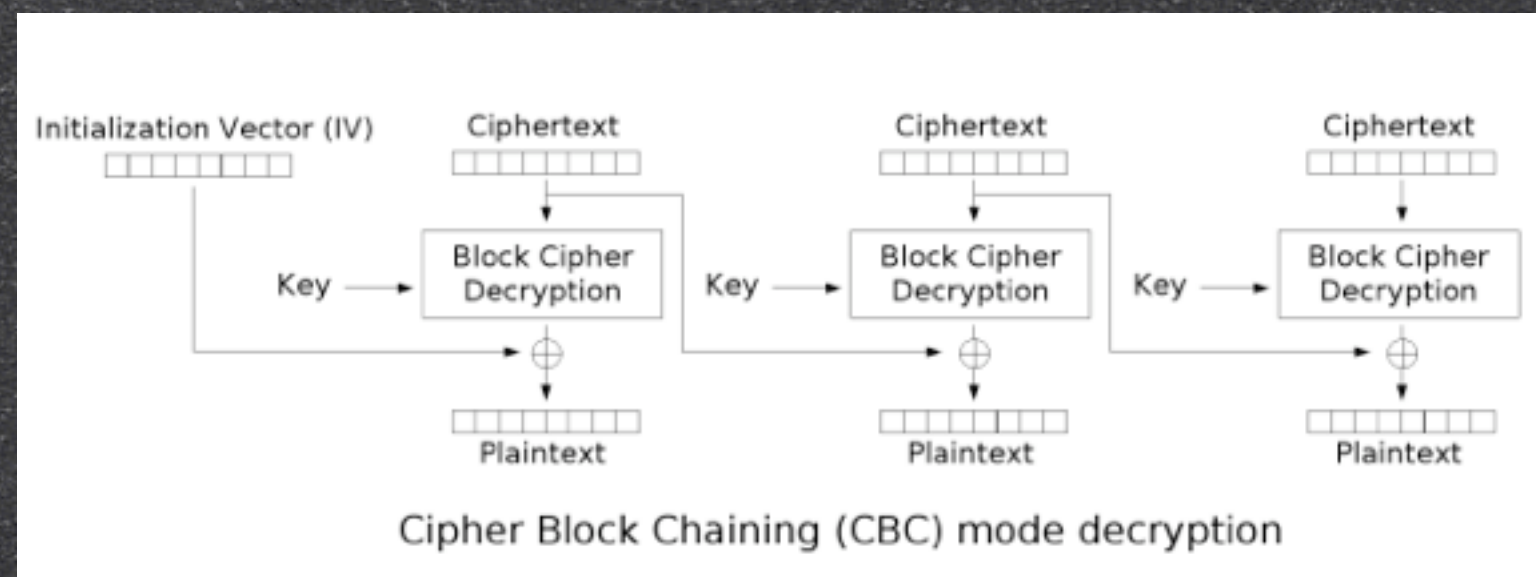 Initialization Vector (IV)
Ciphertext
Ciphertext
Ciphertext
Key
Block Cipher
Decryption
Key
Block Cipher
Decryption
Key
Block Cipher
Decryption
Plaintext
Plaintext
Plaintext
Cipher Block Chaining (CBC) mode decryption